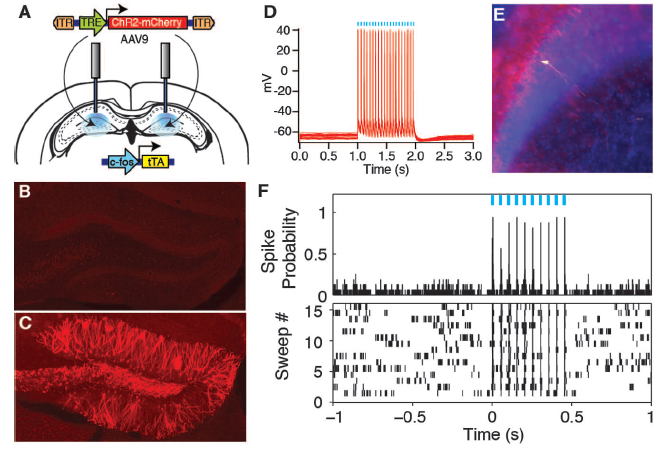 A
ITR TRE ChR2-mCherry ITR
AAV9
c-fos tTA
B
C
D
40
20
0
-20
-40
-60
mV
0.0 0.5 1.0 1.5 2.0 2.5 3.0
Time (s)
E
F
1
0.5
0
Spike
Probability
15
10
5
0
Sweep #
−1 −0.5 0 0.5 1
Time (s)